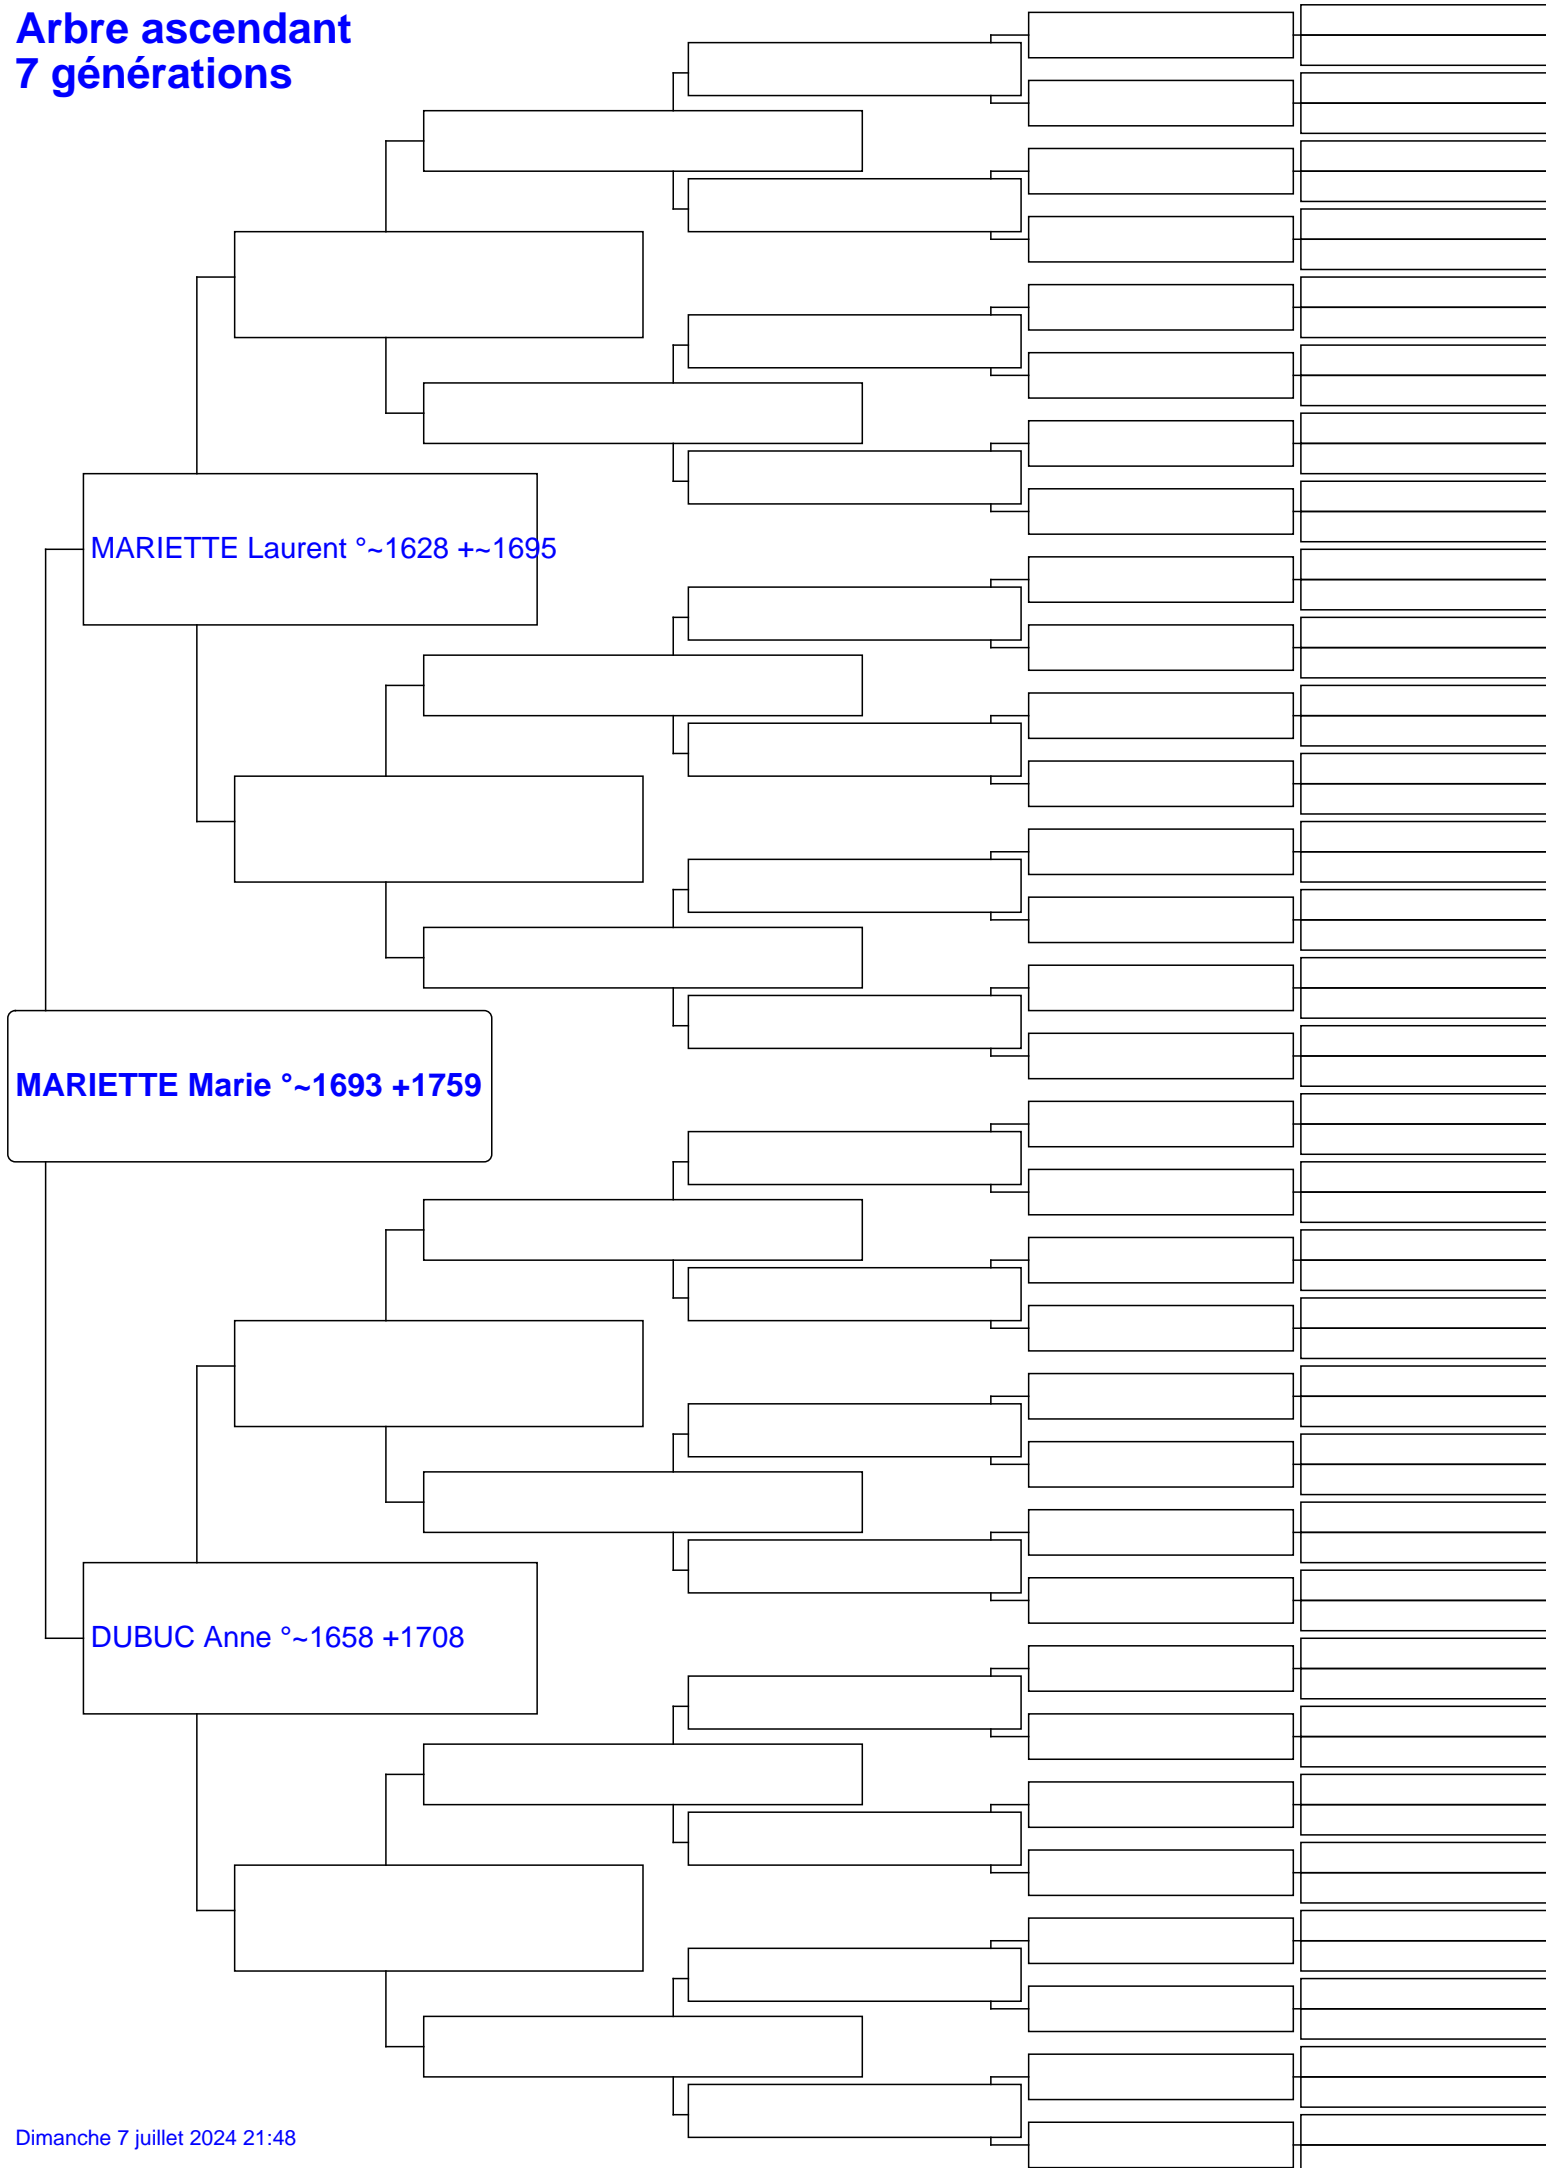 Arbre ascendant
7 générations
MARIETTE Laurent °~1628 +~1695
MARIETTE Marie °~1693 +1759
DUBUC Anne °~1658 +1708
Dimanche 7 juillet 2024 21:48